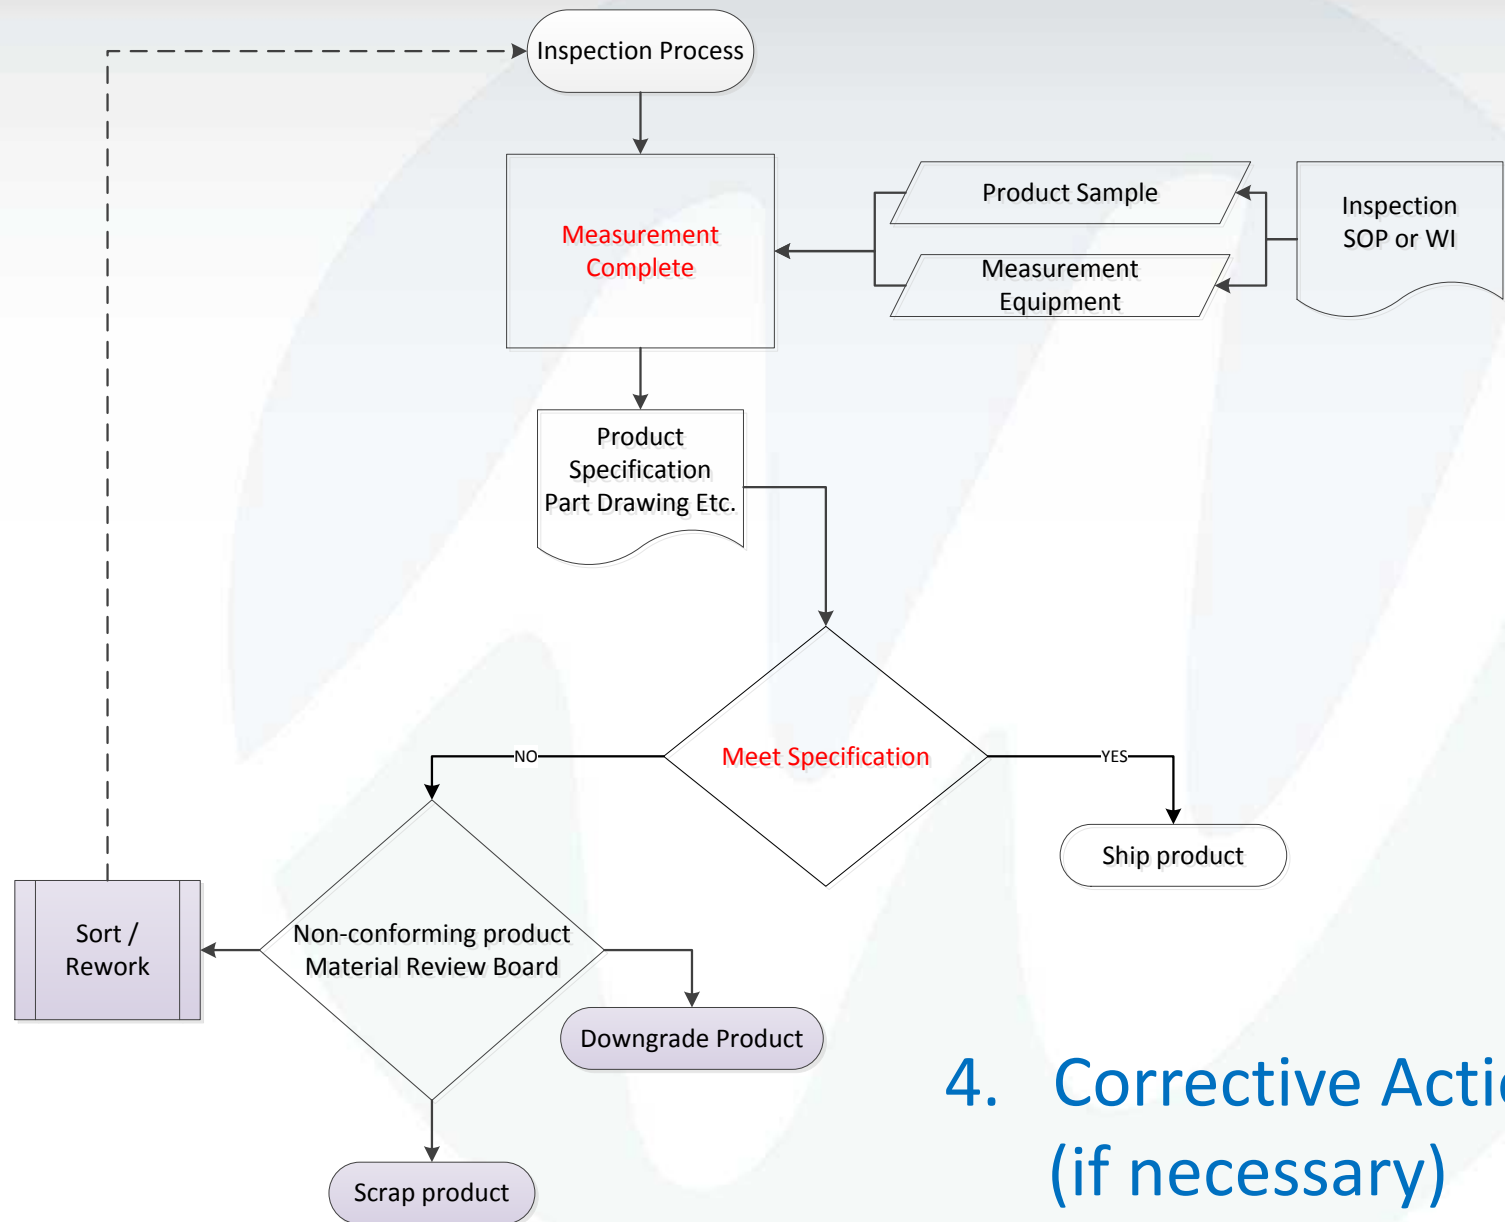 Inspection Process
Measurement
Complete
Product Sample
Measurement
Equipment
Inspection
SOP or WI
Product
Specification
Part Drawing Etc.
Meet Specification
NO
YES
Ship product
Sort /
Rework
Non-conforming product
Material Review Board
Downgrade Product
Scrap product
4. Corrective Actio
(if necessary)